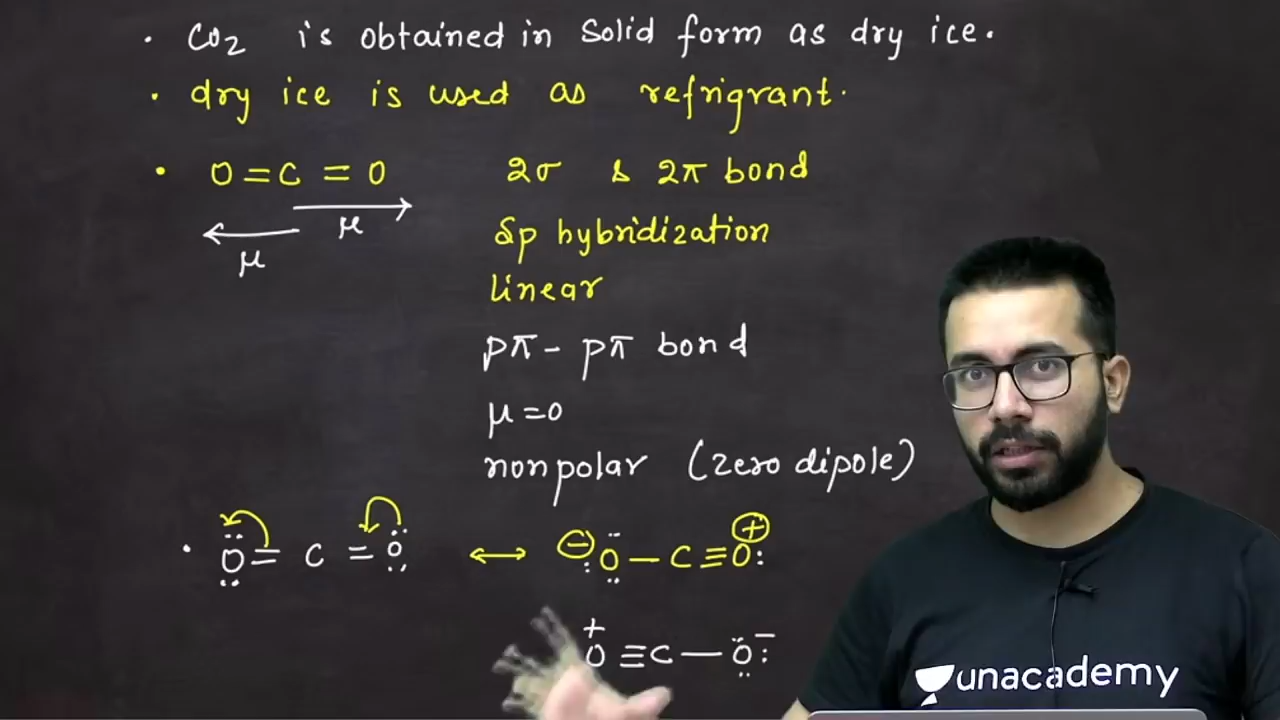 . CO2 is obtained in Solid form as dry ice.
. dry ice is used as refrigrant.
. O=C=O 2σ & 2π bond
μ
μ
sp hybridization
linear
pπ - pπ bond
μ=0
nonpolar (zero dipole)
. :Ö=C=Ö: ↔ ⊖:Ö-C≡O:⊕
+
O≡C-Ö:-
unacademy